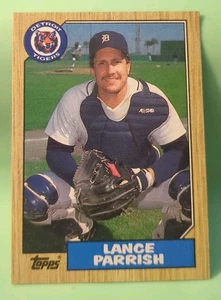 DETROIT
TIGERS
D
topps
LANCE
PARRISH